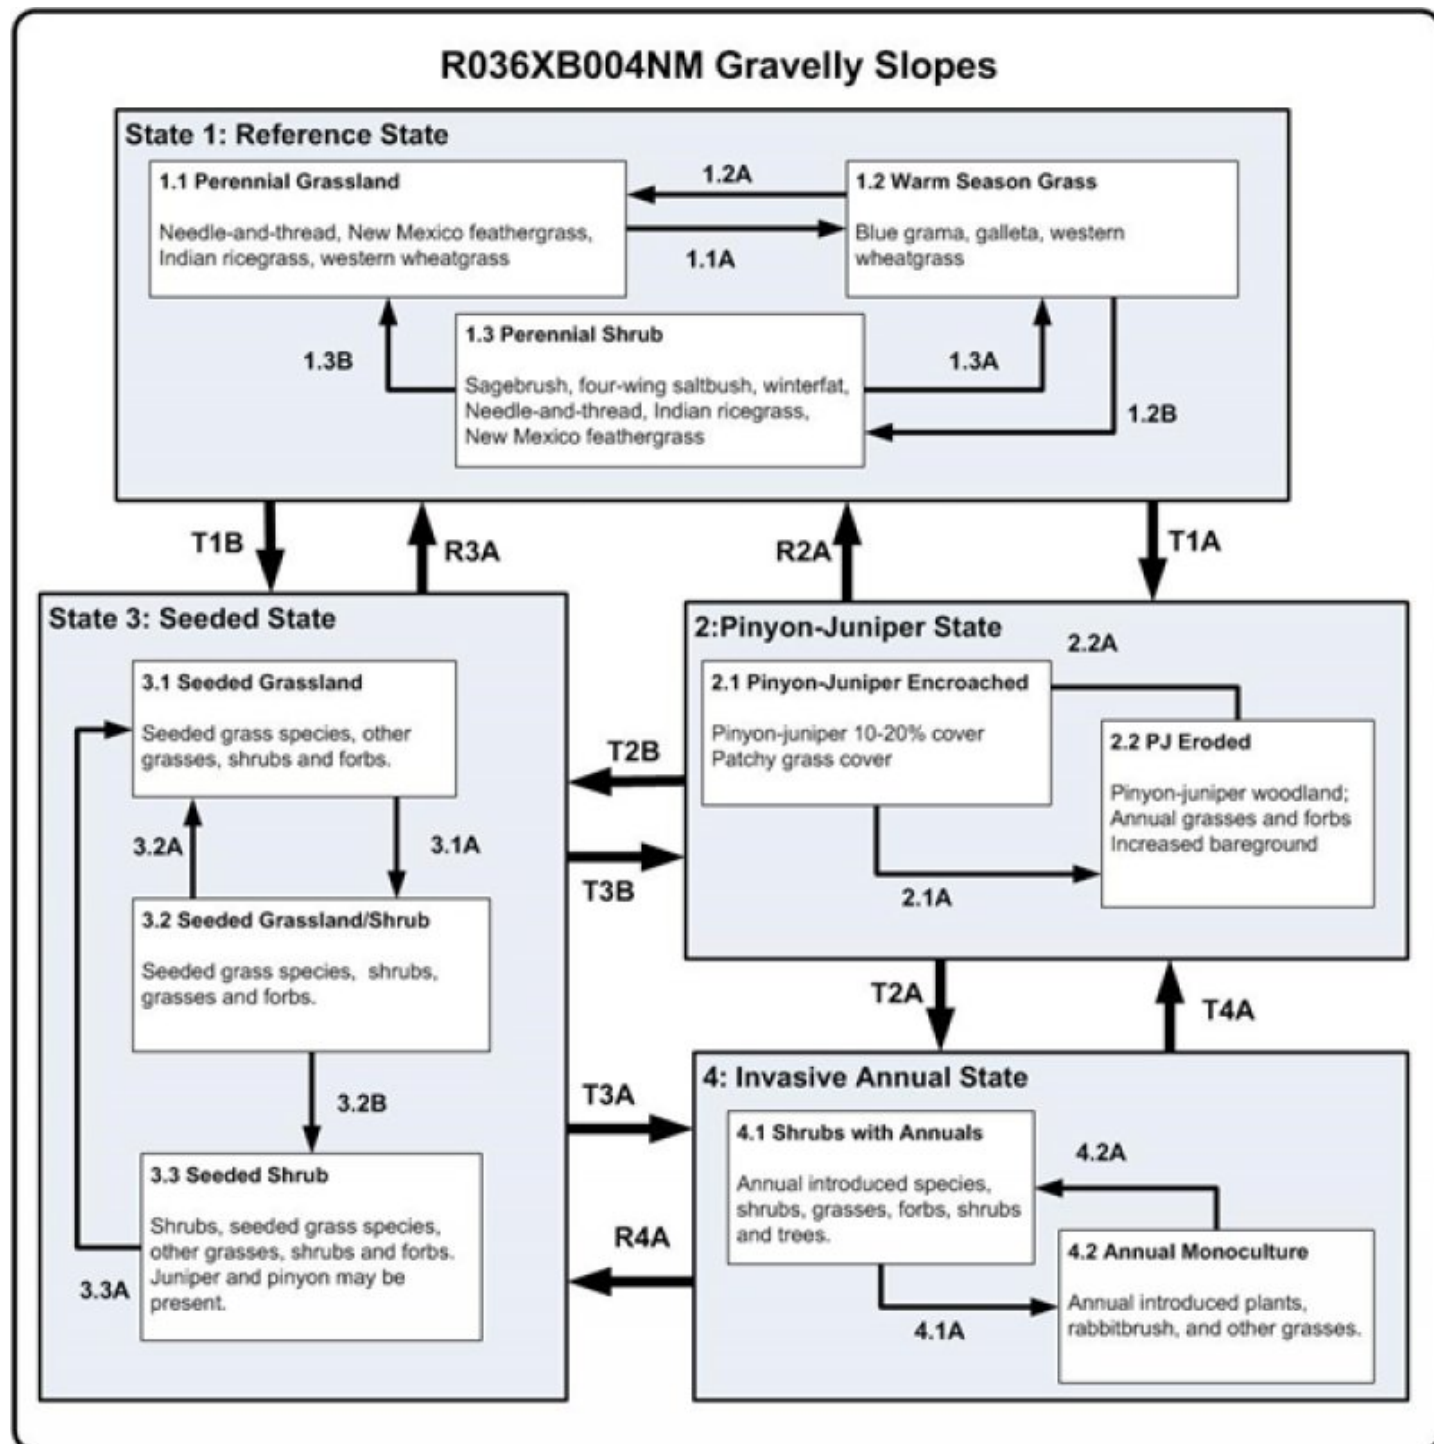 R036XB004NM Gravelly Slopes
State 1: Reference State
1.1 Perennial Grassland
Needle-and-thread, New Mexico feathergrass,
Indian ricegrass, western wheatgrass
1.2A
1.1A
1.2 Warm Season Grass
Blue grama, galleta, western
wheatgrass
1.3B
1.3 Perennial Shrub
Sagebrush, four-wing saltbush, winterfat,
Needle-and-thread, Indian ricegrass,
New Mexico feathergrass
1.3A
1.2B
T1B
R3A
R2A
T1A
State 3: Seeded State
3.1 Seeded Grassland
Seeded grass species, other
grasses, shrubs and forbs.
3.2A
3.1A
3.2 Seeded Grassland/Shrub
Seeded grass species, shrubs,
grasses and forbs.
3.2B
3.3 Seeded Shrub
Shrubs, seeded grass species,
other grasses, shrubs and forbs.
Juniper and pinyon may be
present.
3.3A
T2B
T3B
T3A
R4A
2:Pinyon-Juniper State
2.2A
2.1 Pinyon-Juniper Encroached
Pinyon-juniper 10-20% cover
Patchy grass cover
2.2 PJ Eroded
Pinyon-juniper woodland;
Annual grasses and forbs
Increased bareground
2.1A
T2A
T4A
4: Invasive Annual State
4.1 Shrubs with Annuals
Annual introduced species,
shrubs, grasses, forbs, shrubs
and trees.
4.2A
4.2 Annual Monoculture
Annual introduced plants,
rabbitbrush, and other grasses.
4.1A